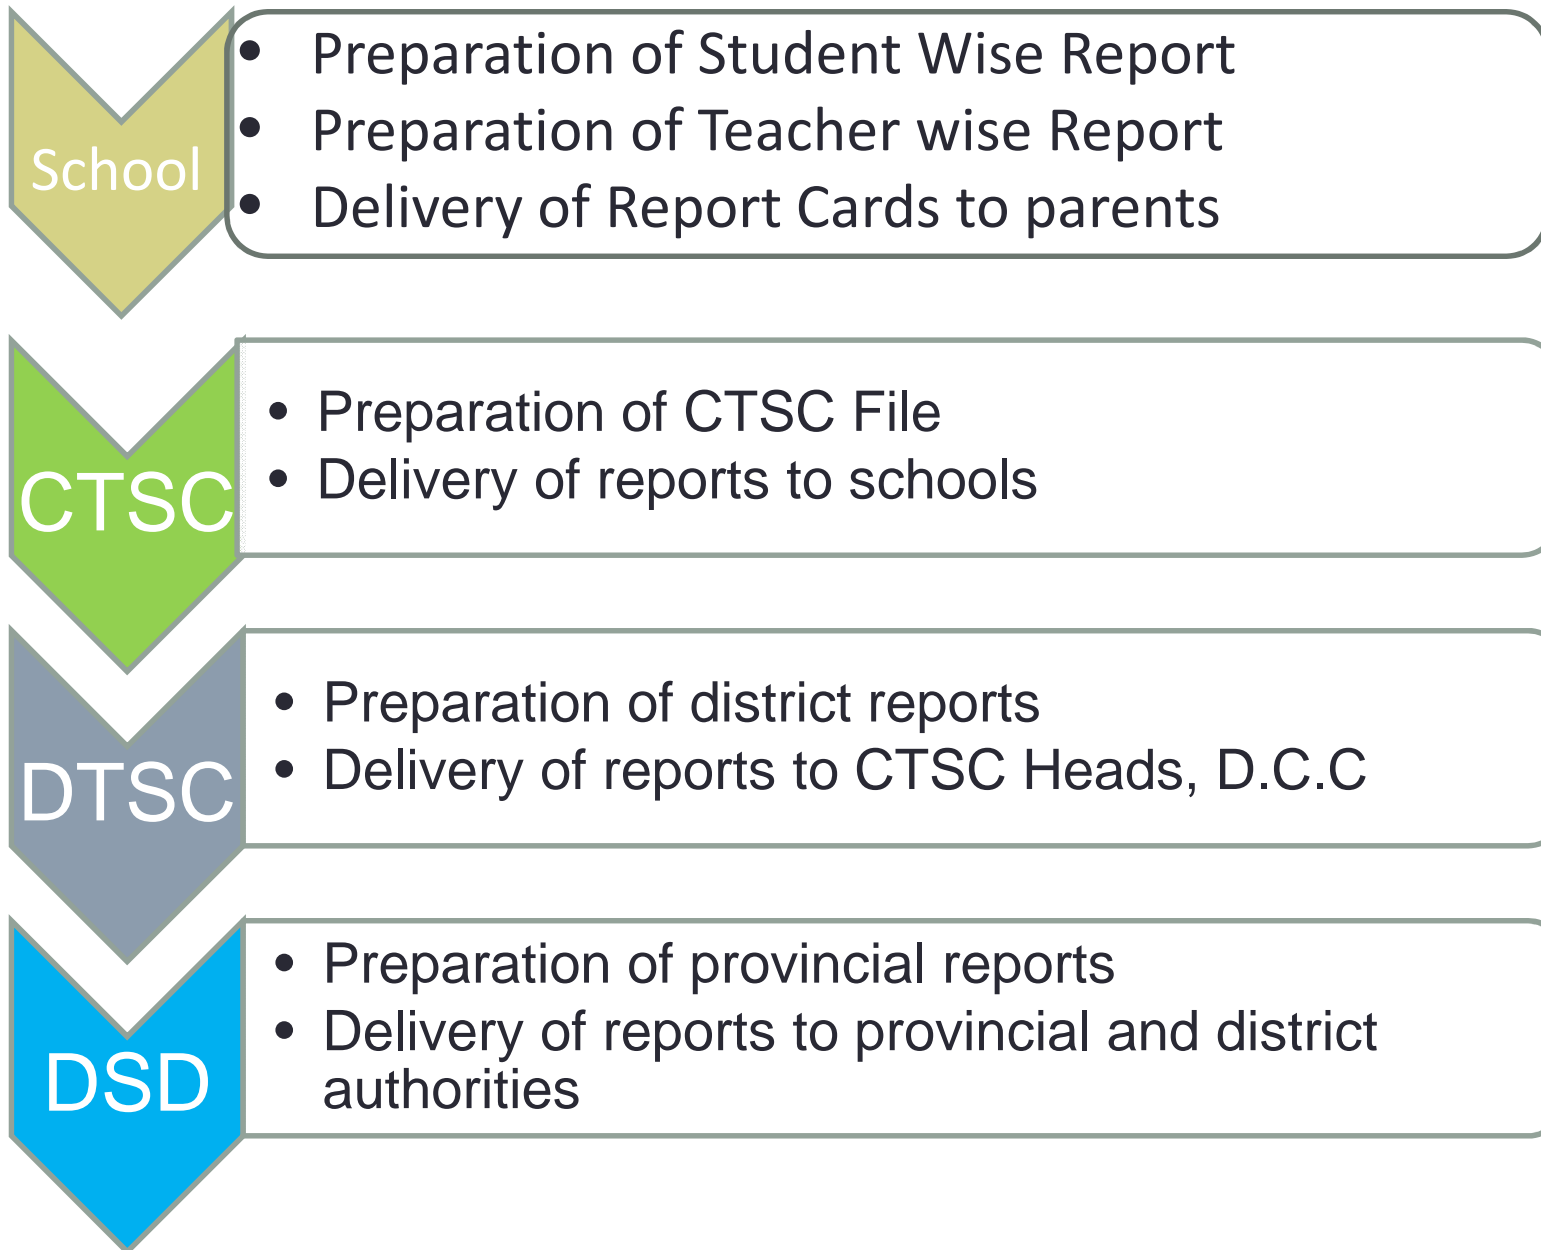 School
• Preparation of Student Wise Report
• Preparation of Teacher wise Report
• Delivery of Report Cards to parents
CTSC
• Preparation of CTSC File
• Delivery of reports to schools
DTSC
• Preparation of district reports
• Delivery of reports to CTSC Heads, D.C.C
DSD
• Preparation of provincial reports
• Delivery of reports to provincial and district
authorities